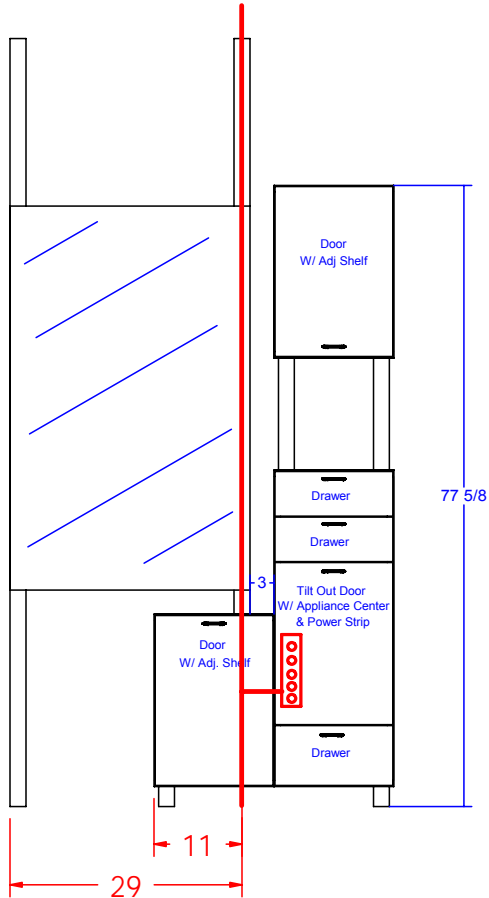 Door
W/ Adj Shelf
Drawer
77 5/8
Drawer
3
Tilt Out Door
W/ Appliance Center
& Power Strip
Door
W/ Adj. Shelf
Drawer
11
29